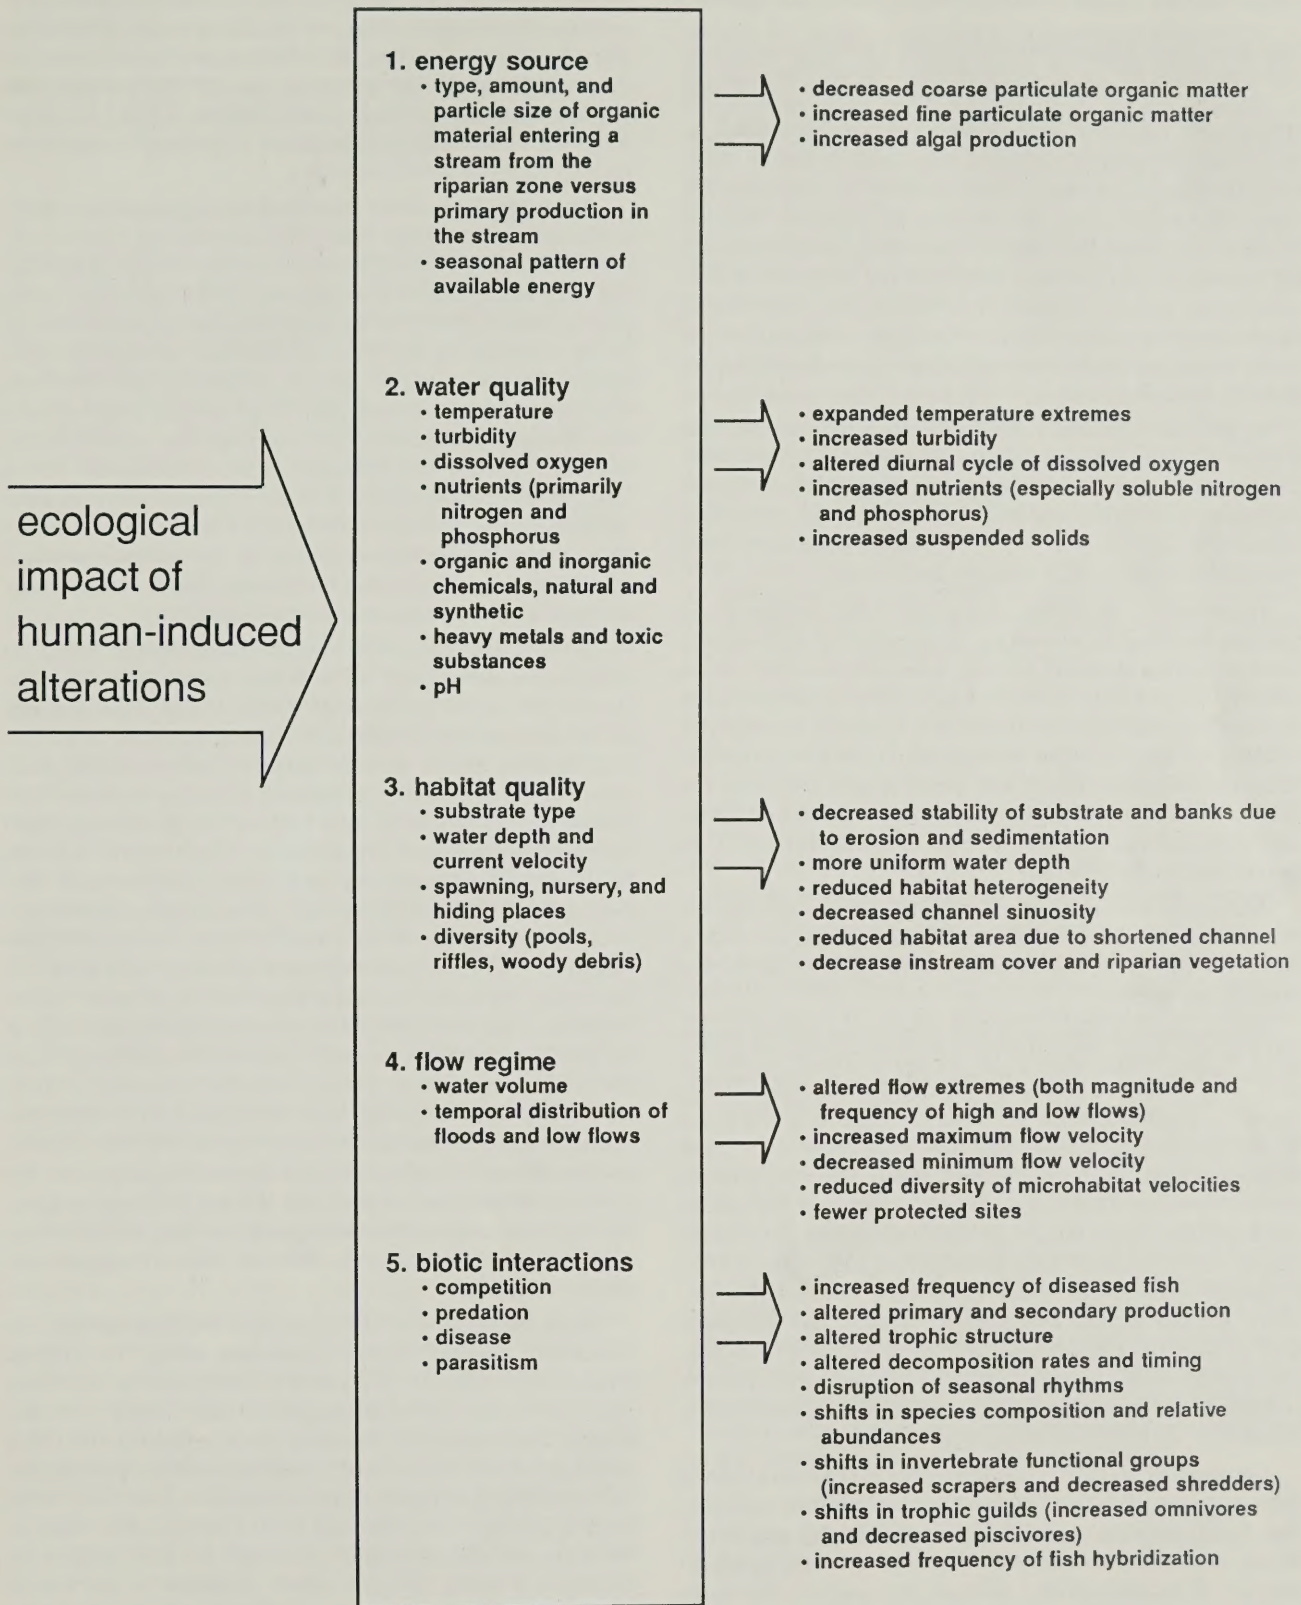 ecological
impact of
human-induced
alterations
1. energy source
• type, amount, and
particle size of organic
material entering a
stream from the
riparian zone versus
primary production in
the stream
• seasonal pattern of
available energy
• decreased coarse particulate organic matter
• increased fine particulate organic matter
• increased algal production
2. water quality
• temperature
• turbidity
• dissolved oxygen
• nutrients (primarily
nitrogen and
phosphorus
• organic and inorganic
chemicals, natural and
synthetic
• heavy metals and toxic
substances
• pH
• expanded temperature extremes
• increased turbidity
• altered diurnal cycle of dissolved oxygen
• increased nutrients (especially soluble nitrogen
and phosphorus)
• increased suspended solids
3. habitat quality
• substrate type
• water depth and
current velocity
• spawning, nursery, and
hiding places
• diversity (pools,
riffles, woody debris)
• decreased stability of substrate and banks due
to erosion and sedimentation
• more uniform water depth
• reduced habitat heterogeneity
• decreased channel sinuosity
• reduced habitat area due to shortened channel
• decrease instream cover and riparian vegetation
4. flow regime
• water volume
• temporal distribution of
floods and low flows
• altered flow extremes (both magnitude and
frequency of high and low flows)
• increased maximum flow velocity
• decreased minimum flow velocity
• reduced diversity of microhabitat velocities
• fewer protected sites
5. biotic interactions
• competition
• predation
• disease
• parasitism
• increased frequency of diseased fish
• altered primary and secondary production
• altered trophic structure
• altered decomposition rates and timing
• disruption of seasonal rhythms
• shifts in species composition and relative
abundances
• shifts in invertebrate functional groups
(increased scrapers and decreased shredders)
• shifts in trophic guilds (increased omnivores
and decreased piscivores)
• increased frequency of fish hybridization